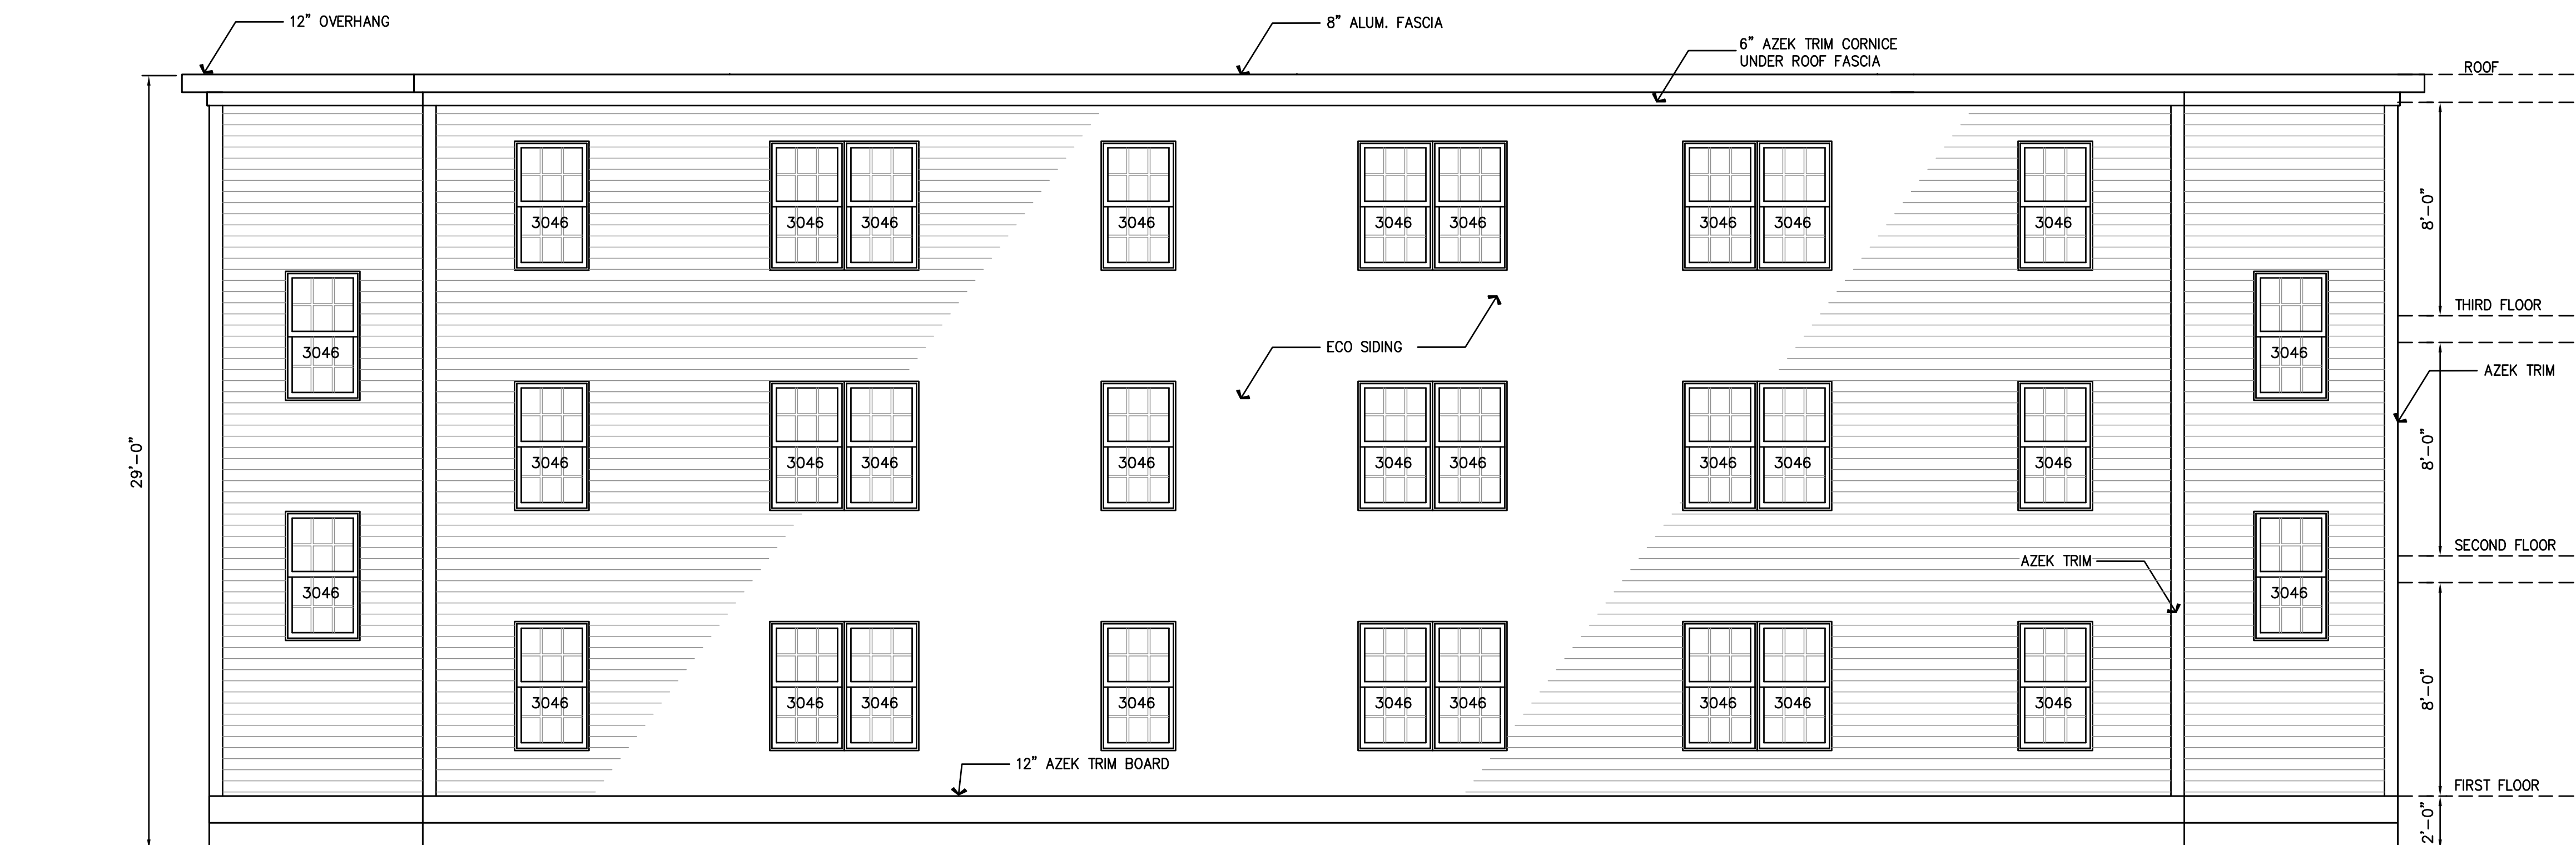 12" OVERHANG
8" ALUM. FASCIA
6" AZEK TRIM CORNICE
UNDER ROOF FASCIA
ROOF
3046 3046 3046 3046 3046 3046 3046 3046 3046
8'-0"
THIRD FLOOR
ECO SIDING
3046 3046
AZEK TRIM
29'-0"
3046 3046 3046 3046 3046 3046 3046 3046 3046
8'-0"
SECOND FLOOR
AZEK TRIM
3046 3046
3046 3046 3046 3046 3046 3046 3046 3046 3046
8'-0"
12" AZEK TRIM BOARD
FIRST FLOOR
2'-0"